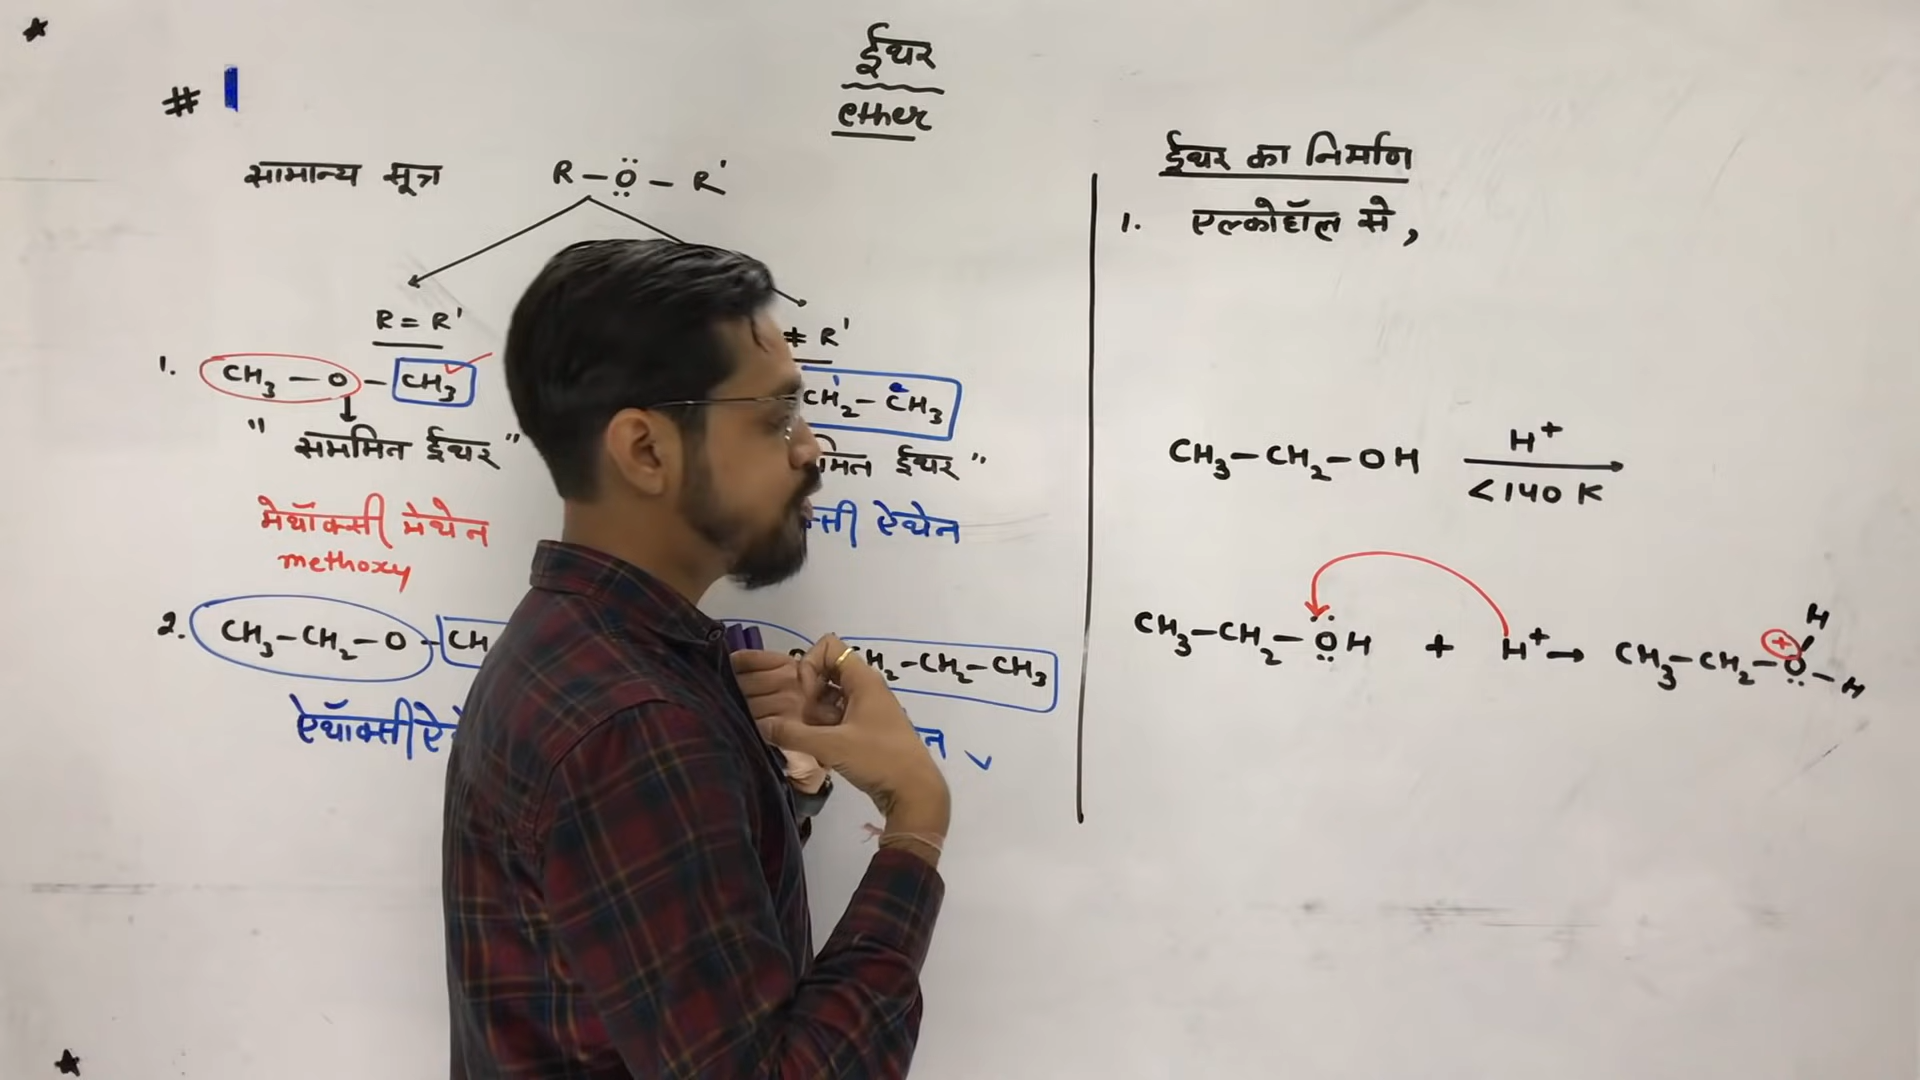 ईथर
ether
# 1
सामान्य सूत्र R-Ö-R'
R = R'
≠ R'
1. CH₃-O-CH₃
CH₂-CH₃
" सममित ईथर "
ईथर "
मेथॉक्सी मेथेन
methoxy
ऐथेन
2. CH₃-CH₂-O-CH
CH₂-CH₂-CH₃
ऐथॉक्सी
ईथर का निर्माण
1. एल्कोहॉल से,
CH₃-CH₂-OH H⁺ <140 K
CH₃-CH₂-ÖH + H⁺→ CH₃-CH₂-O⊕ H -H